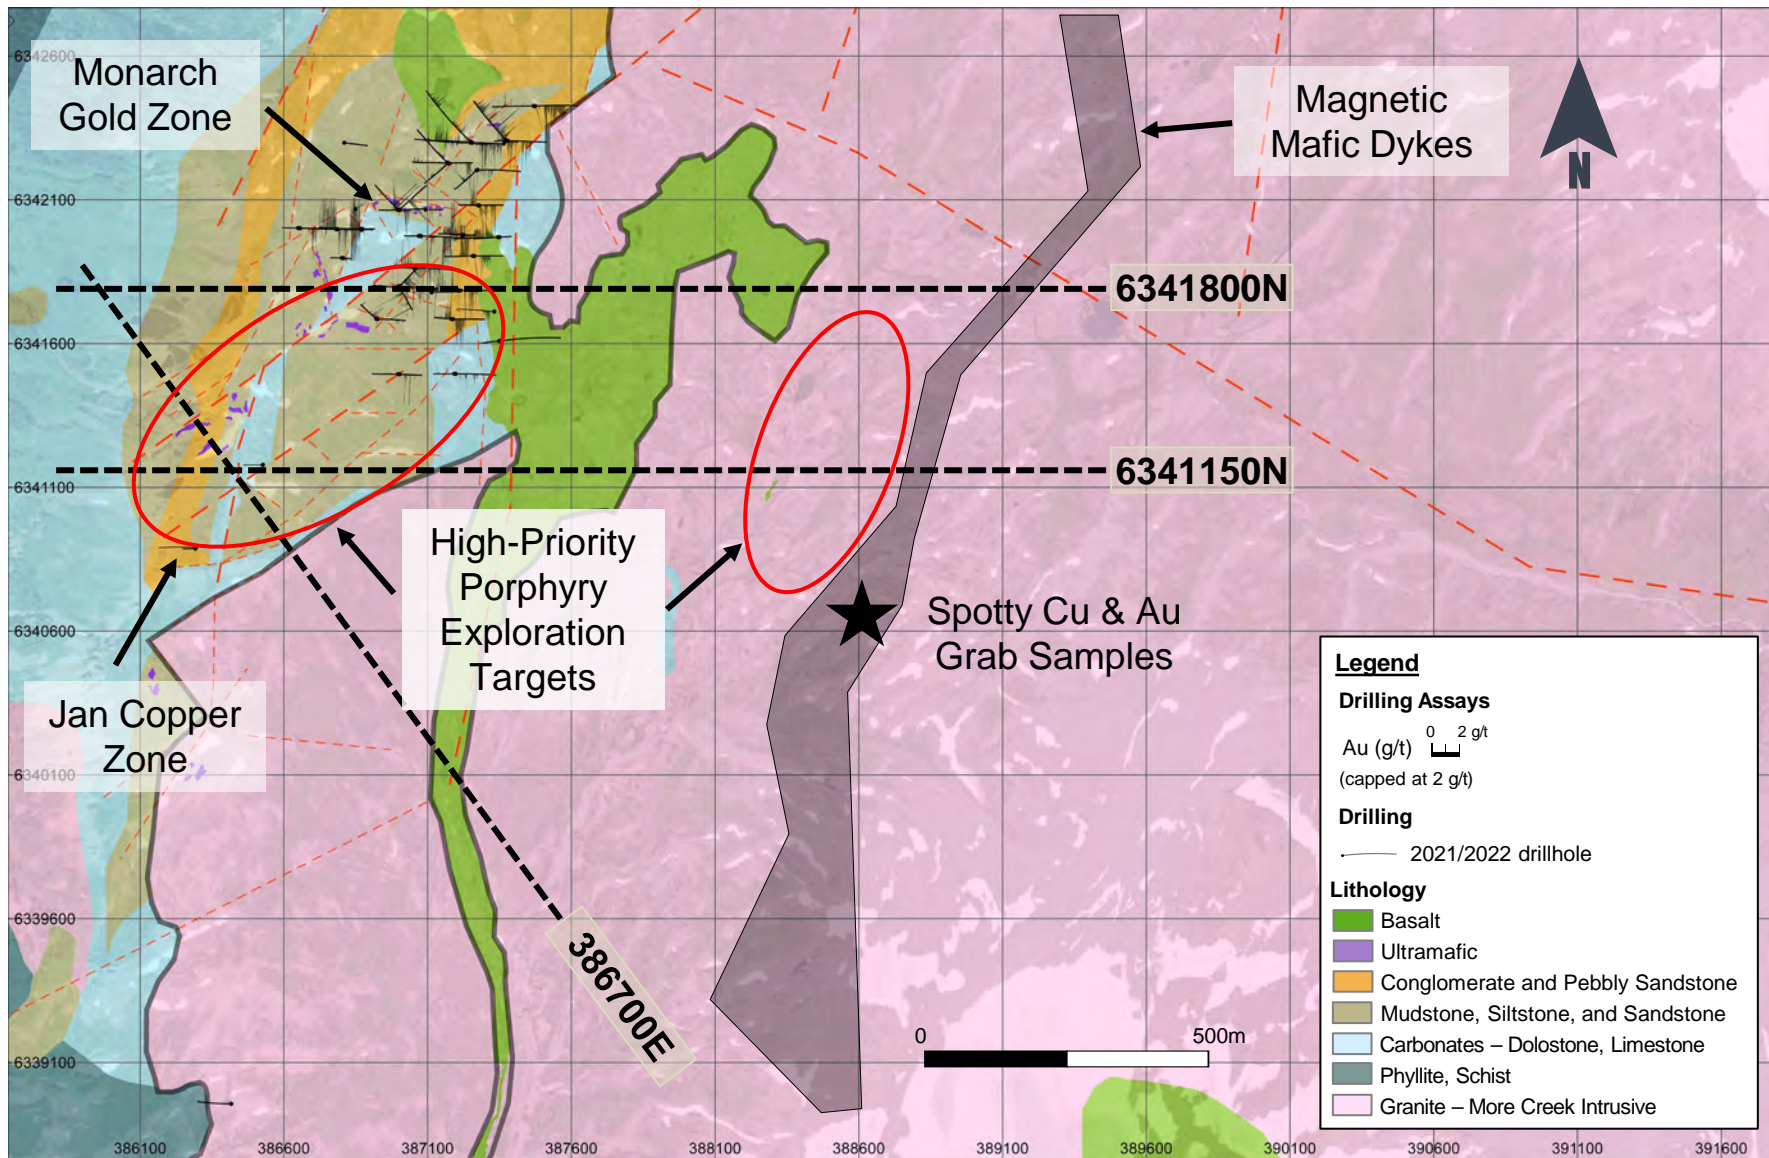 6342600
Monarch
Gold Zone
Magnetic
Mafic Dykes
N
6342100
6341800N
6341600
6341150N
6341100
High-Priority
Porphyry
Exploration
Targets
Spotty Cu & Au
Grab Samples
6340600
Jan Copper
Zone
6340100
6339600
386700E
6339100
0 500m
Legend
Drilling Assays
Au (g/t) 0 2 g/t
(capped at 2 g/t)
Drilling
2021/2022 drillhole
Lithology
Basalt
Ultramafic
Conglomerate and Pebbly Sandstone
Mudstone, Siltstone, and Sandstone
Carbonates – Dolostone, Limestone
Phyllite, Schist
Granite – More Creek Intrusive
386100 386600 387100 387600 388100 388600 389100 389600 390100 390600 391100 391600